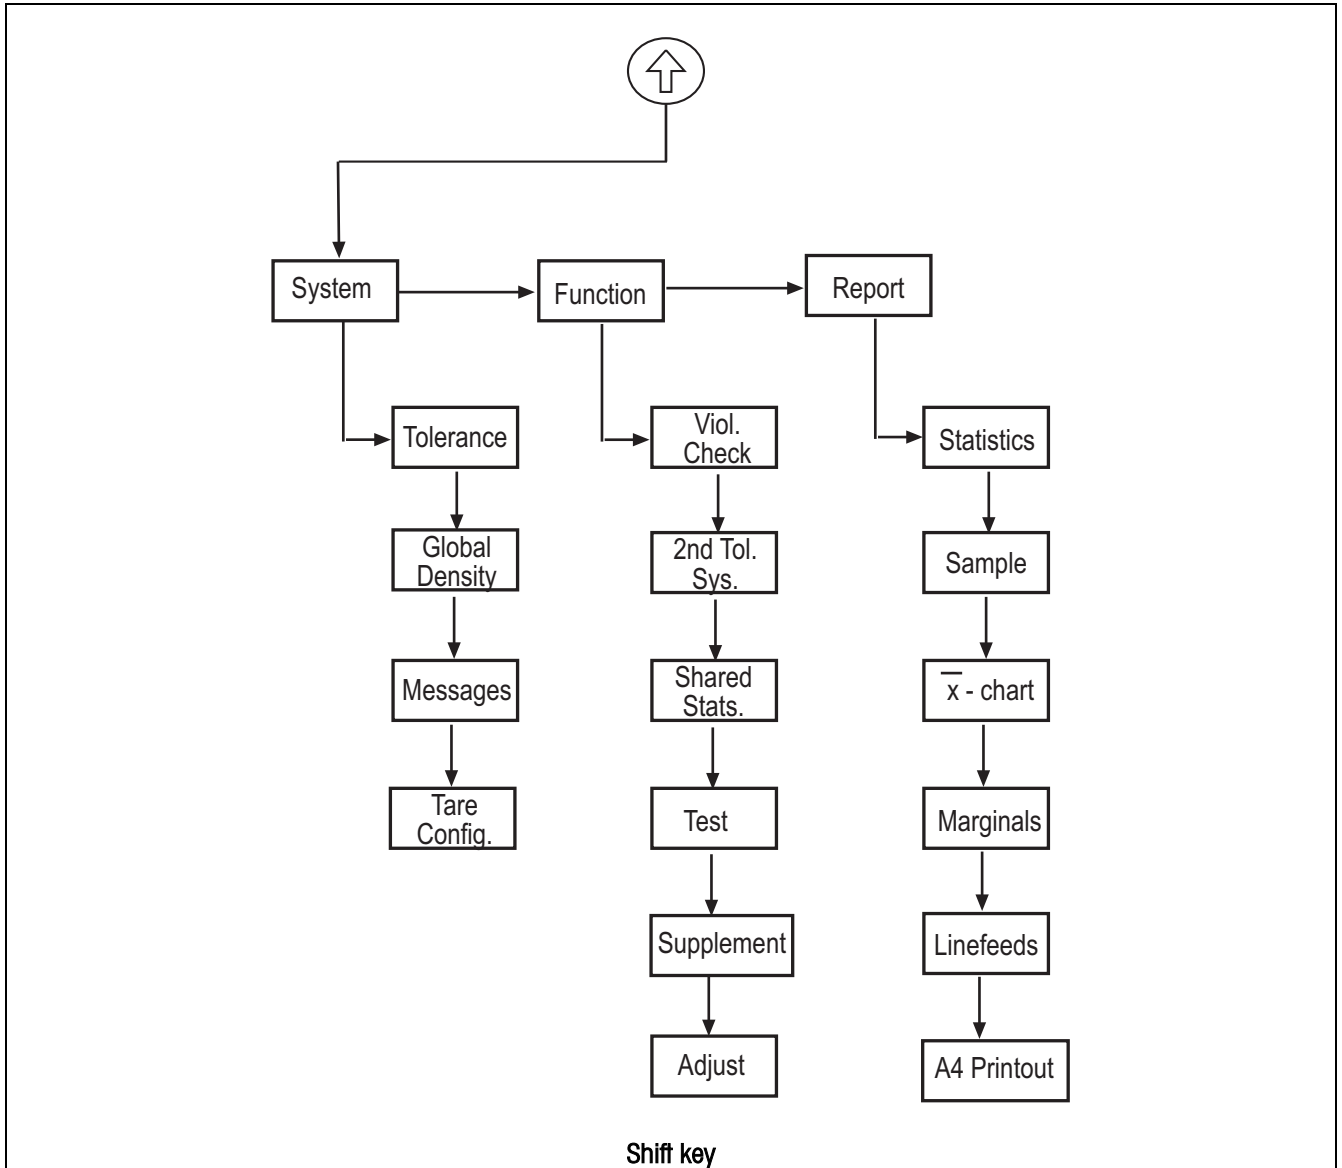 System
Function
Report
Tolerance
Global
Density
Messages
Tare
Config.
Viol.
Check
2nd Tol.
Sys.
Shared
Stats.
Test
Supplement
Adjust
Statistics
Sample
x̅ - chart
Marginals
Linefeeds
A4 Printout
Shift key